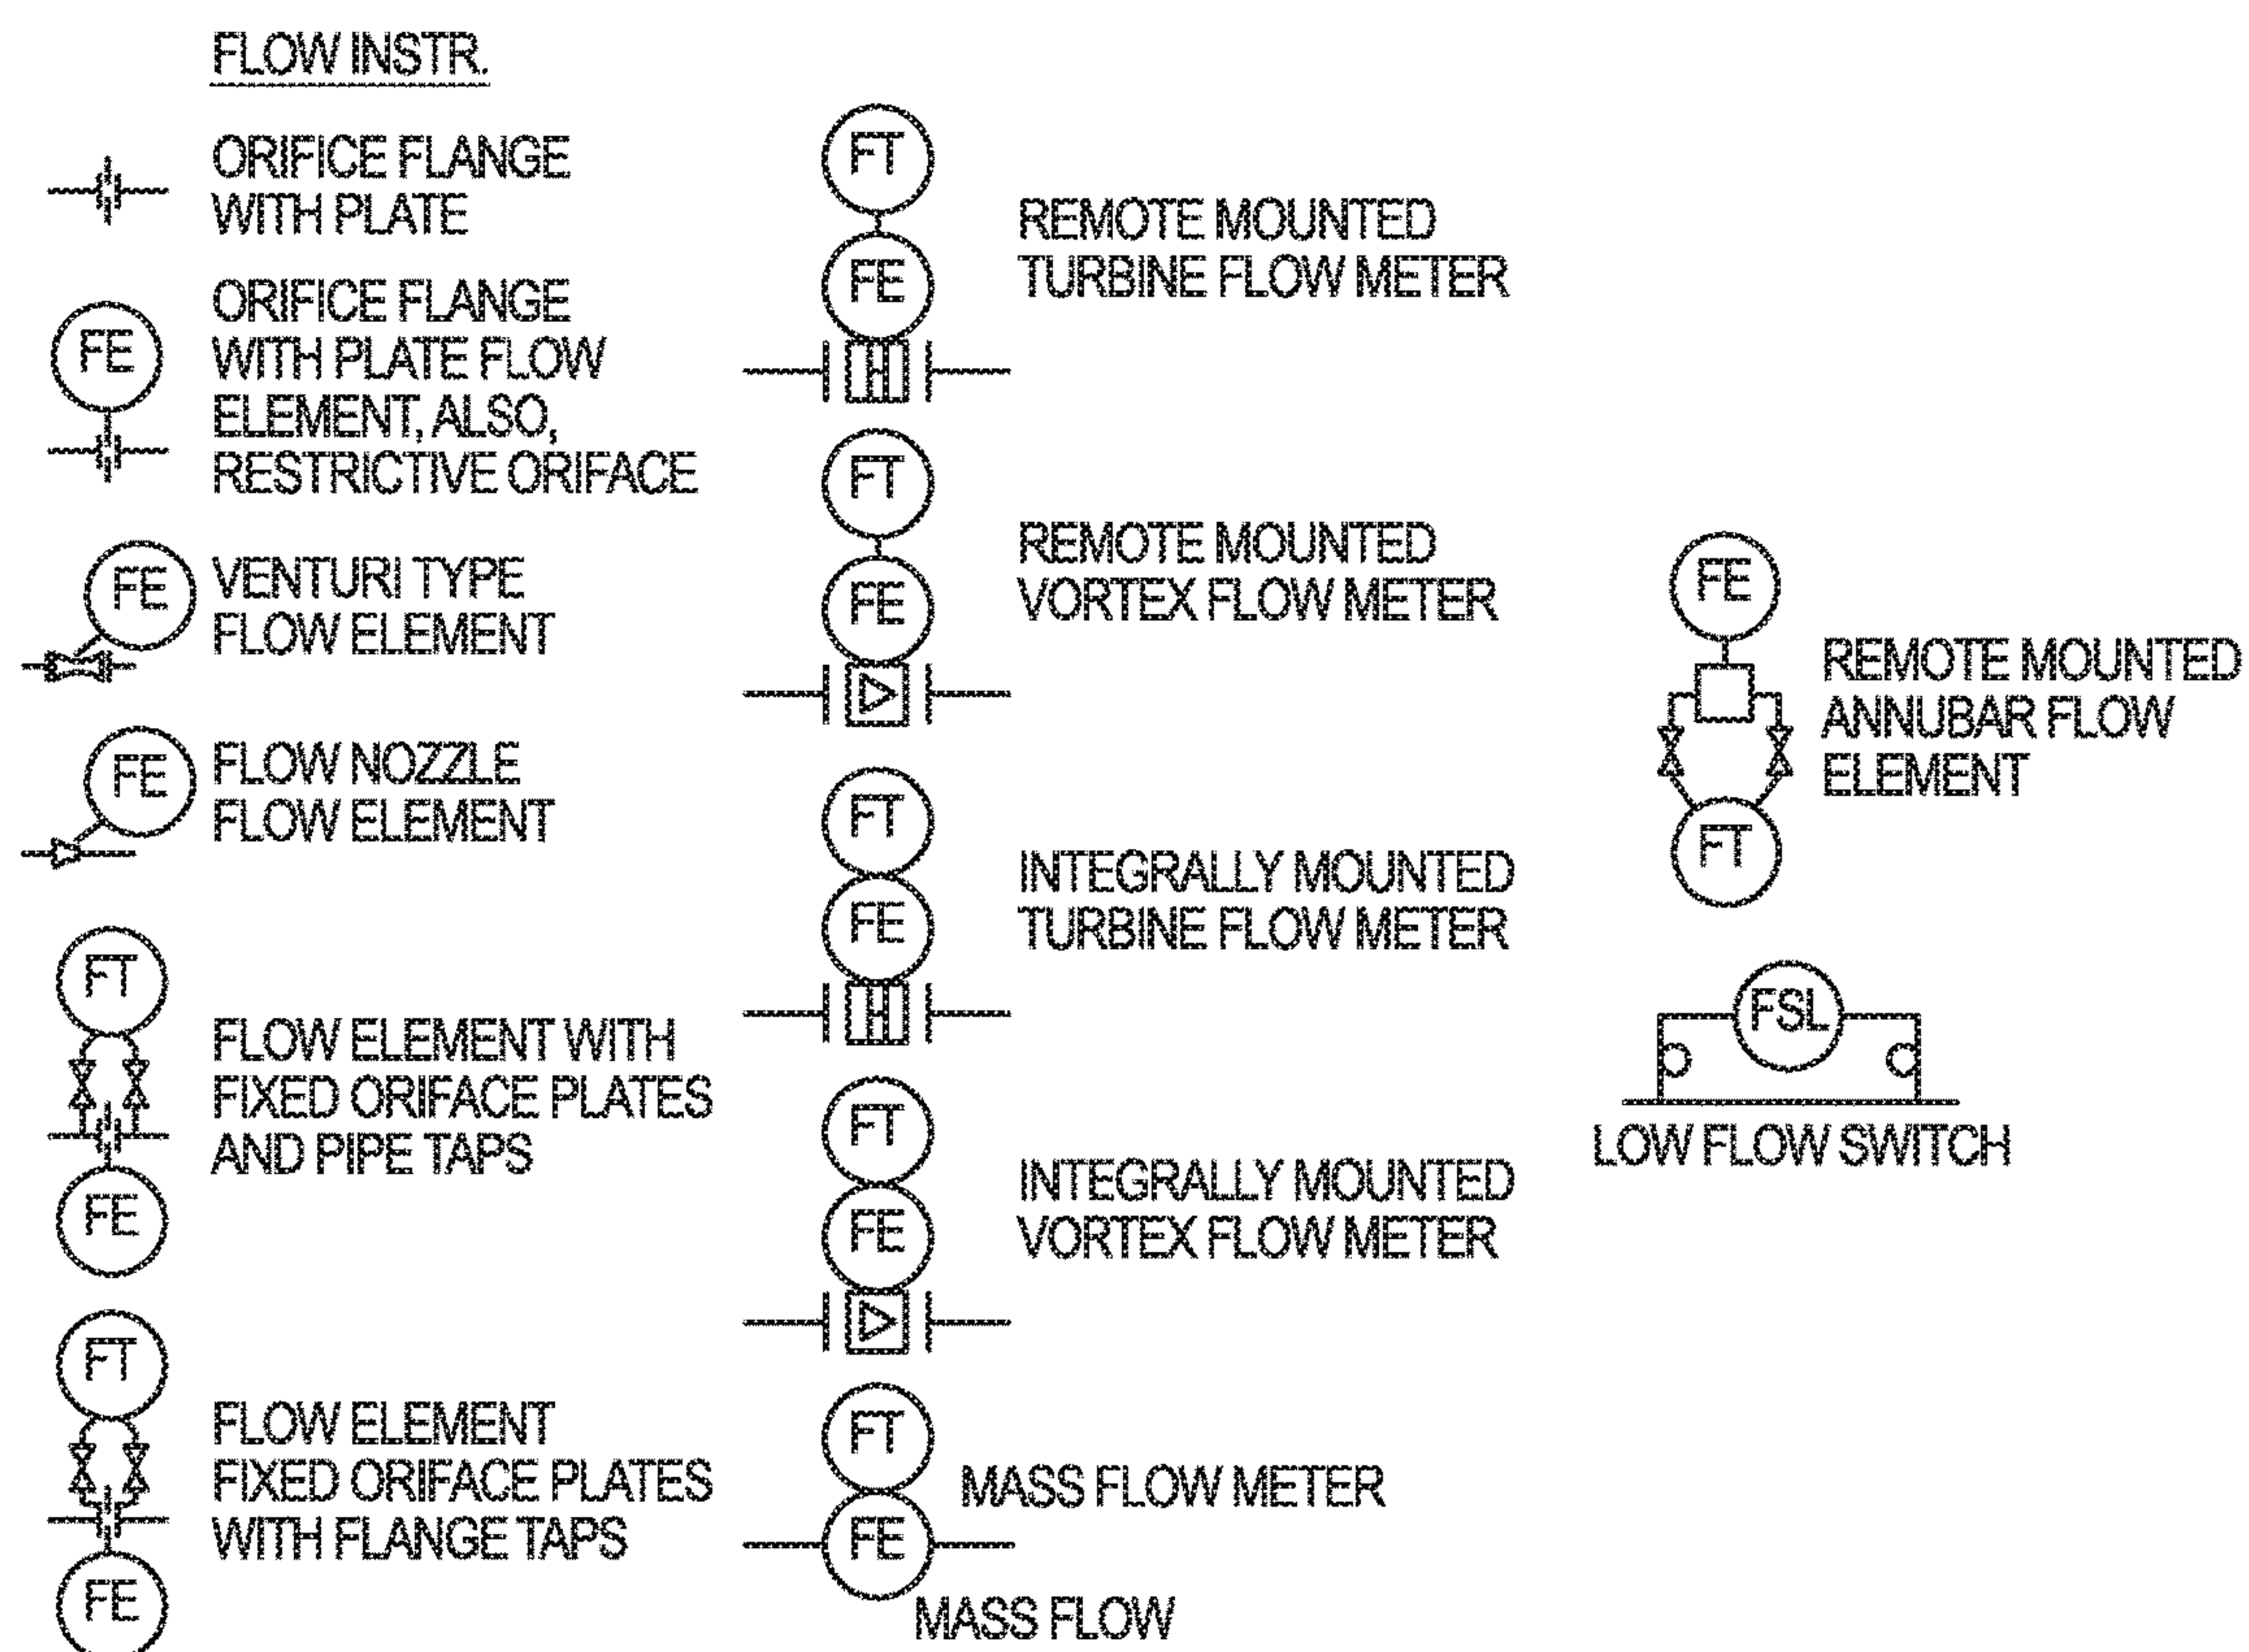 FLOW INSTR.
ORIFICE FLANGE
WITH PLATE
FE
ORIFICE FLANGE
WITH PLATE FLOW
ELEMENT, ALSO,
RESTRICTIVE ORIFACE
FE
VENTURI TYPE
FLOW ELEMENT
FE
FLOW NOZZLE
FLOW ELEMENT
FT
FLOW ELEMENT WITH
FIXED ORIFACE PLATES
AND PIPE TAPS
FE
FT
FLOW ELEMENT
FIXED ORIFACE PLATES
WITH FLANGE TAPS
FE
FT
REMOTE MOUNTED
TURBINE FLOW METER
FE
FT
REMOTE MOUNTED
VORTEX FLOW METER
FE
FT
INTEGRALLY MOUNTED
TURBINE FLOW METER
FE
FT
INTEGRALLY MOUNTED
VORTEX FLOW METER
FE
FT
MASS FLOW METER
FE
MASS FLOW
FE
REMOTE MOUNTED
ANNUBAR FLOW
ELEMENT
FT
FSL
LOW FLOW SWITCH